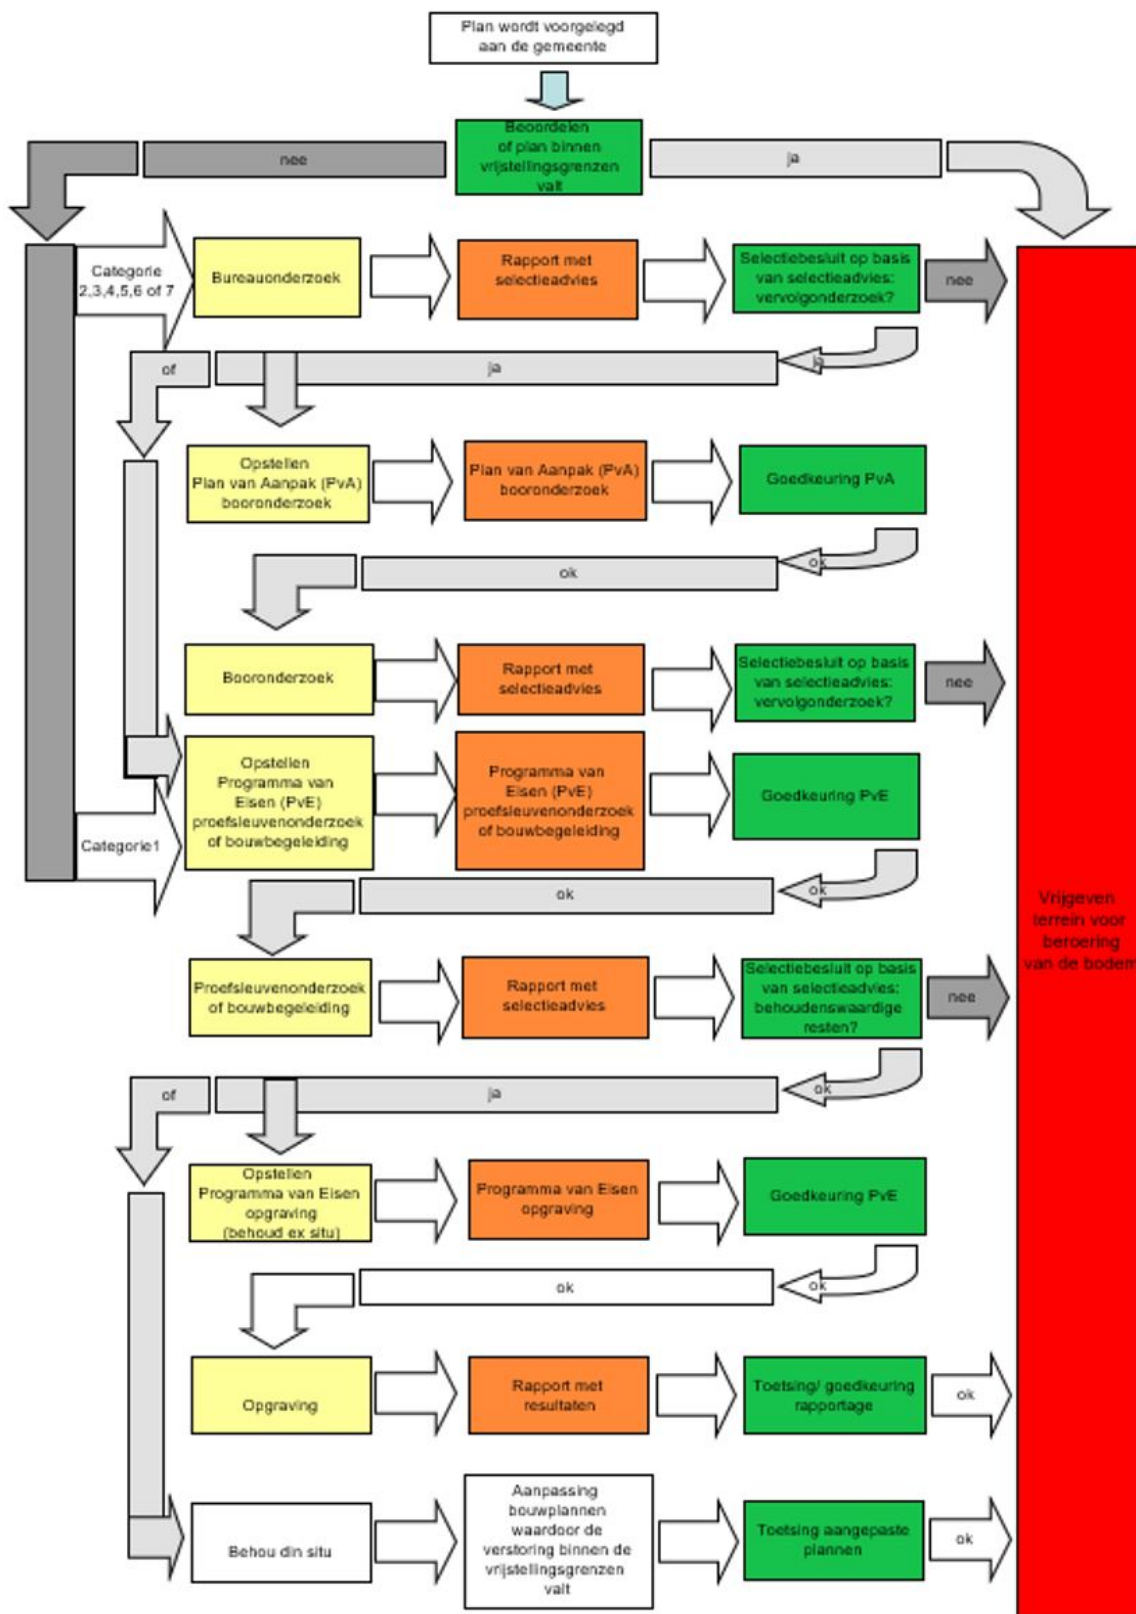 Plan wordt voorgelegd
aan de gemeente
Beoordelen
of plan binnen
vrijstellingsgrenzen
valt
nee
ja
Categorie
2,3,4,5,6 of 7
Bureauonderzoek
Rapport met
selectieadvies
Selectiebesluit op basis
van selectieadvies:
vervolgonderzoek?
nee
of
ja
ja
Opstellen
Plan van Aanpak (PvA)
booronderzoek
Plan van Aanpak (PvA)
booronderzoek
Goedkeuring PvA
ok
ok
Booronderzoek
Rapport met
selectieadvies
Selectiebesluit op basis
van selectieadvies:
vervolgonderzoek?
nee
Categorie1
Opstellen
Programma van
Eisen (PvE)
proefsleuvenonderzoek
of bouwbegeleiding
Programma van
Eisen (PvE)
proefsleuvenonderzoek
of bouwbegeleiding
Goedkeuring PvE
ok
ok
Vrijgeven
terrein voor
beroering
van de bodem
Proefsleuvenonderzoek
of bouwbegeleiding
Rapport met
selectieadvies
Selectiebesluit op basis
van selectieadvies:
behoudenswaardige
resten?
nee
of
ja
ok
Opstellen
Programma van Eisen
opgraving
(behoud ex situ)
Programma van Eisen
opgraving
Goedkeuring PvE
ok
ok
Opgraving
Rapport met
resultaten
Toetsing/ goedkeuring
rapportage
ok
Behou din situ
Aanpassing
bouwplannen
waardoor de
verstoring binnen de
vrijstellingsgrenzen
valt
Toetsing aangepaste
plannen
ok